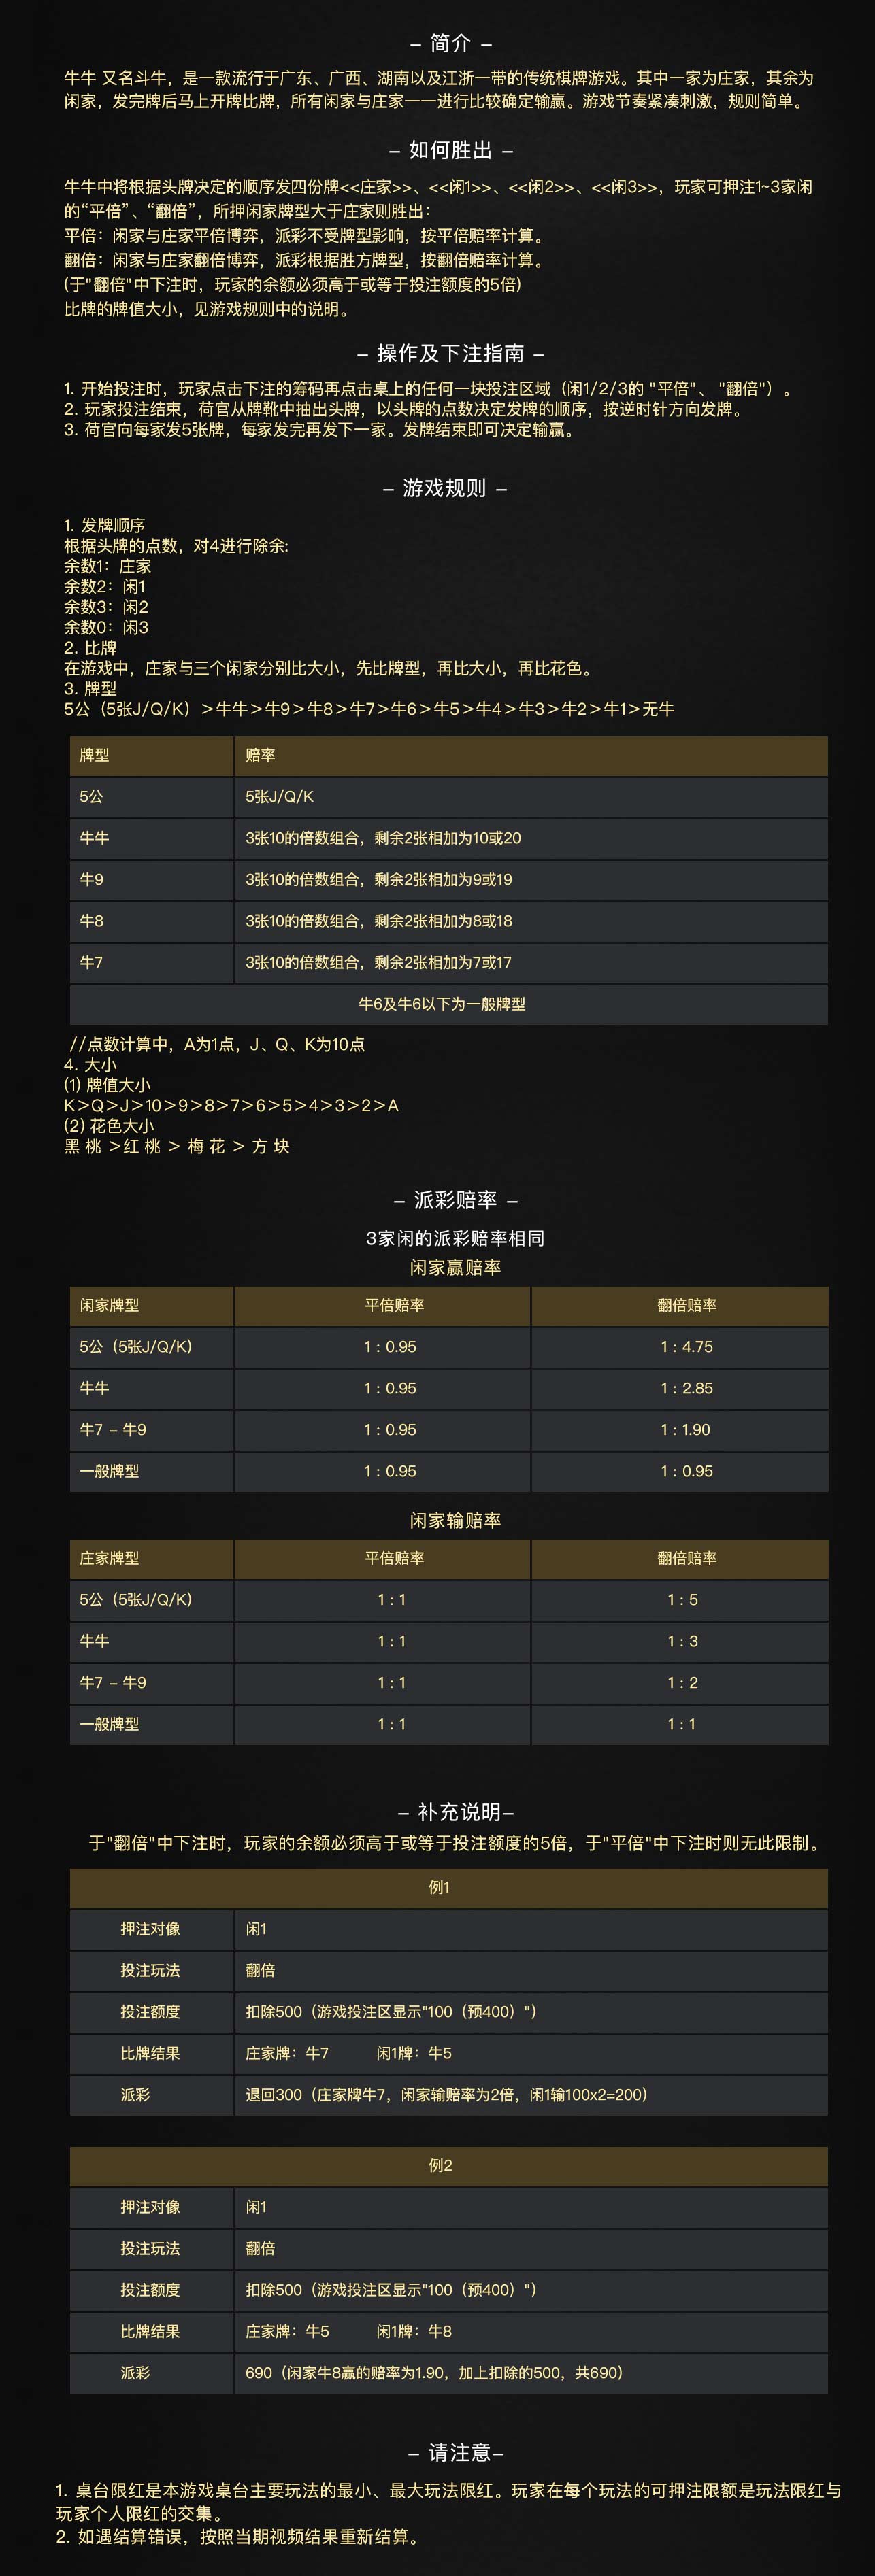 – 简介 –
牛牛 又名斗牛，是一款流行于广东、广西、湖南以及江浙一带的传统棋牌游戏。其中一家为庄家，其余为
闲家，发完牌后马上开牌比牌，所有闲家与庄家一一进行比较确定输赢。游戏节奏紧凑刺激，规则简单。
– 如何胜出 –
牛牛中将根据头牌决定的顺序发四份牌<<庄家>>、<<闲1>>、<<闲2>>、<<闲3>>，玩家可押注1~3家闲
的“平倍”、“翻倍”，所押闲家牌型大于庄家则胜出：
平倍：闲家与庄家平倍博弈，派彩不受牌型影响，按平倍赔率计算。
翻倍：闲家与庄家翻倍博弈，派彩根据胜方牌型，按翻倍赔率计算。
(于"翻倍"中下注时，玩家的余额必须高于或等于投注额度的5倍)
比牌的牌值大小，见游戏规则中的说明。
– 操作及下注指南 –
1. 开始投注时，玩家点击下注的筹码再点击桌上的任何一块投注区域（闲1/2/3的 "平倍" 、 "翻倍"）。
2. 玩家投注结束，荷官从牌靴中抽出头牌，以头牌的点数决定发牌的顺序，按逆时针方向发牌。
3. 荷官向每家发5张牌，每家发完再发下一家。发牌结束即可决定输赢。
– 游戏规则 –
1. 发牌顺序
根据头牌的点数，对4进行除余:
余数1：庄家
余数2：闲1
余数3：闲2
余数0：闲3
2. 比牌
在游戏中，庄家与三个闲家分别比大小，先比牌型，再比大小，再比花色。
3. 牌型
5公（5张J/Q/K）＞牛牛＞牛9＞牛8＞牛7＞牛6＞牛5＞牛4＞牛3＞牛2＞牛1＞无牛
牌型 赔率
5公 5张J/Q/K
牛牛 3张10的倍数组合，剩余2张相加为10或20
牛9 3张10的倍数组合，剩余2张相加为9或19
牛8 3张10的倍数组合，剩余2张相加为8或18
牛7 3张10的倍数组合，剩余2张相加为7或17
牛6及牛6以下为一般牌型
//点数计算中，A为1点，J、Q、K为10点
4. 大小
(1) 牌值大小
K＞Q＞J＞10＞9＞8＞7＞6＞5＞4＞3＞2＞A
(2) 花色大小
黑 桃 ＞红 桃 ＞ 梅 花 ＞ 方 块
– 派彩赔率 –
3家闲的派彩赔率相同
闲家赢赔率
闲家牌型 平倍赔率 翻倍赔率
5公（5张J/Q/K） 1 : 0.95 1 : 4.75
牛牛 1 : 0.95 1 : 2.85
牛7 – 牛9 1 : 0.95 1 : 1.90
一般牌型 1 : 0.95 1 : 0.95
闲家输赔率
庄家牌型 平倍赔率 翻倍赔率
5公（5张J/Q/K） 1 : 1 1 : 5
牛牛 1 : 1 1 : 3
牛7 – 牛9 1 : 1 1 : 2
一般牌型 1 : 1 1 : 1
– 补充说明–
于"翻倍"中下注时，玩家的余额必须高于或等于投注额度的5倍，于"平倍"中下注时则无此限制。
例1
押注对像 闲1
投注玩法 翻倍
投注额度 扣除500（游戏投注区显示"100（预400）"）
比牌结果 庄家牌：牛7 闲1牌：牛5
派彩 退回300（庄家牌牛7，闲家输赔率为2倍，闲1输100x2=200）
例2
押注对像 闲1
投注玩法 翻倍
投注额度 扣除500（游戏投注区显示"100（预400）"）
比牌结果 庄家牌：牛5 闲1牌：牛8
派彩 690（闲家牛8赢的赔率为1.90，加上扣除的500，共690）
– 请注意–
1. 桌台限红是本游戏桌台主要玩法的最小、最大玩法限红。玩家在每个玩法的可押注限额是玩法限红与
玩家个人限红的交集。
2. 如遇结算错误，按照当期视频结果重新结算。